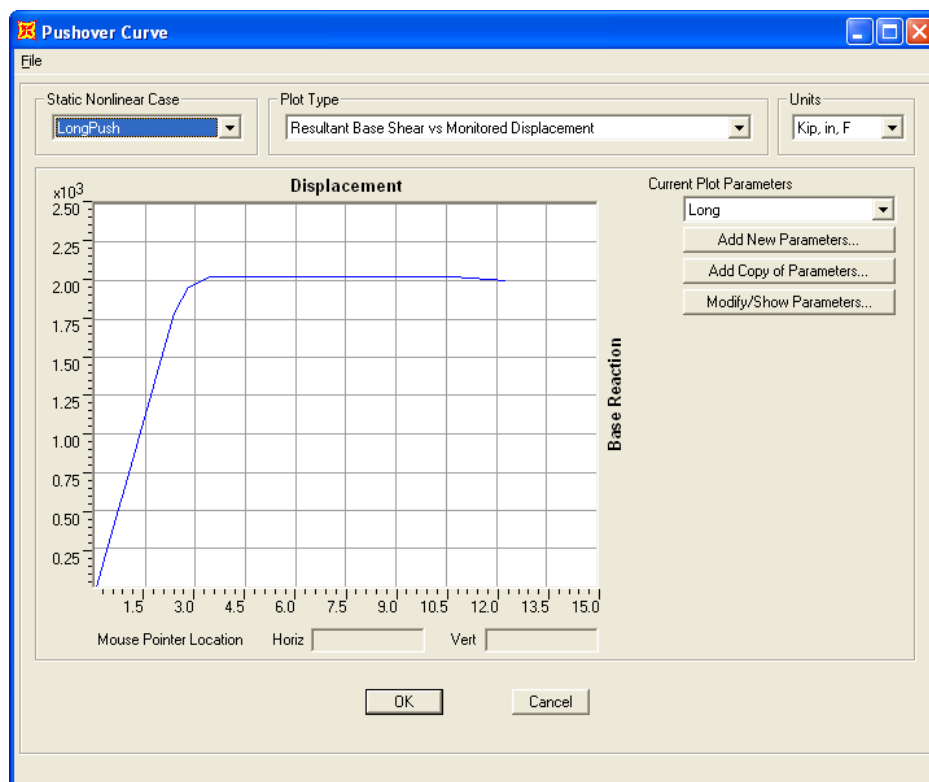 Pushover Curve
File
Static Nonlinear Case
Plot Type
Units
LongPush
Resultant Base Shear vs Monitored Displacement
Kip, in, F
Displacement
Current Plot Parameters
x10³
Long
2.50
2.25
2.00
1.75
1.50
1.25
1.00
0.75
0.50
0.25
Add New Parameters...
Add Copy of Parameters...
Modify/Show Parameters...
Base Reaction
1.5 3.0 4.5 6.0 7.5 9.0 10.5 12.0 13.5 15.0
Mouse Pointer Location Horiz Vert
OK Cancel